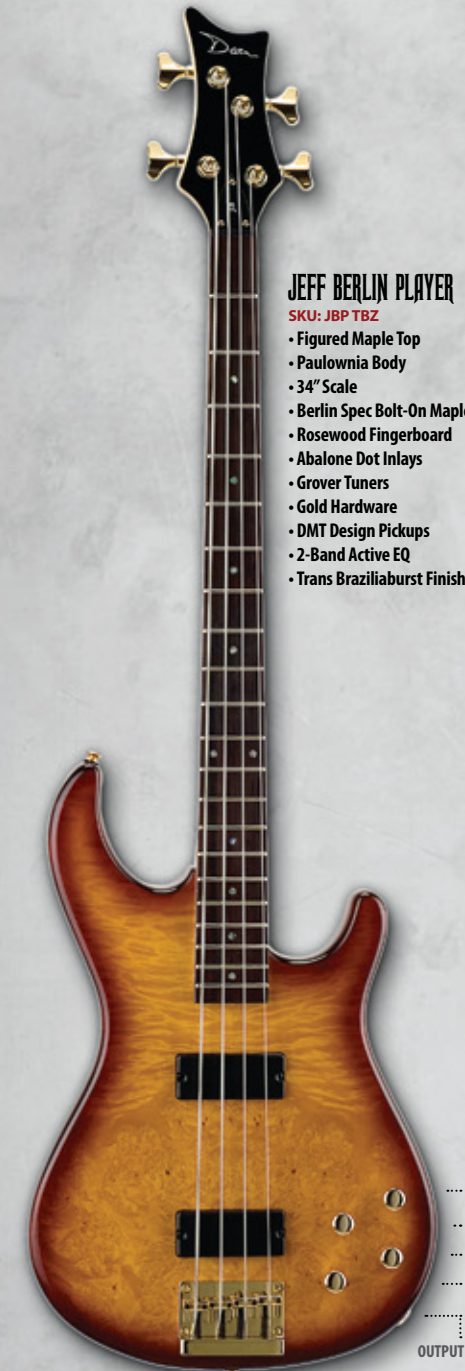 Dean
JEFF BERLIN PLAYER
SKU: JBP TBZ
• Figured Maple Top
• Paulownia Body
• 34” Scale
• Berlin Spec Bolt-On Maple
• Rosewood Fingerboard
• Abalone Dot Inlays
• Grover Tuners
• Gold Hardware
• DMT Design Pickups
• 2-Band Active EQ
• Trans Braziliaburst Finish
OUTPUT